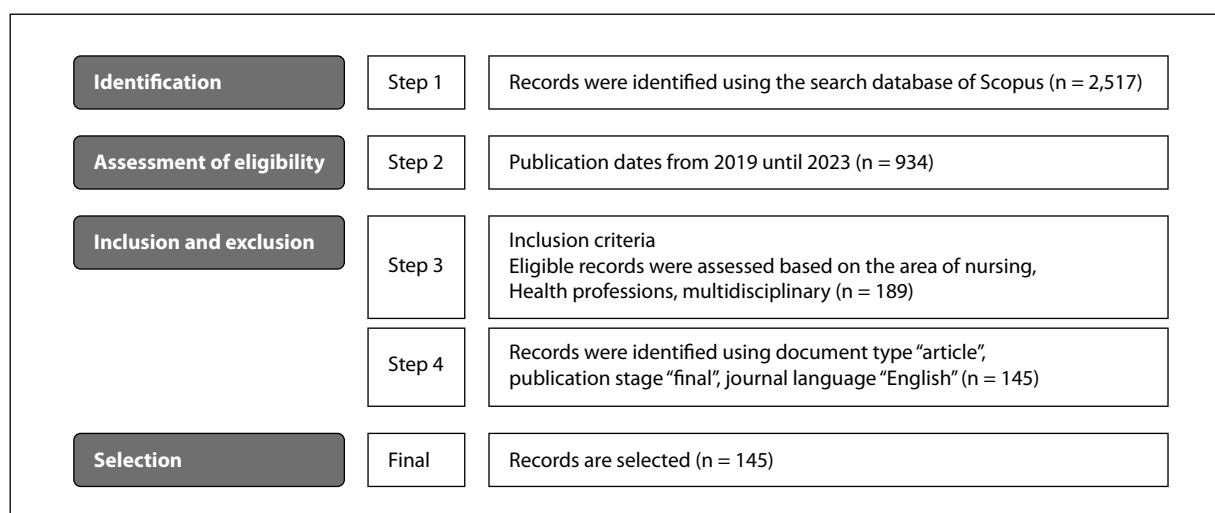 Identification
Step 1
Records were identified using the search database of Scopus (n = 2,517)
Assessment of eligibility
Step 2
Publication dates from 2019 until 2023 (n = 934)
Inclusion and exclusion
Step 3
Inclusion criteria
Eligible records were assessed based on the area of nursing,
Health professions, multidisciplinary (n = 189)
Step 4
Records were identified using document type “article”,
publication stage “final”, journal language “English” (n = 145)
Selection
Final
Records are selected (n = 145)